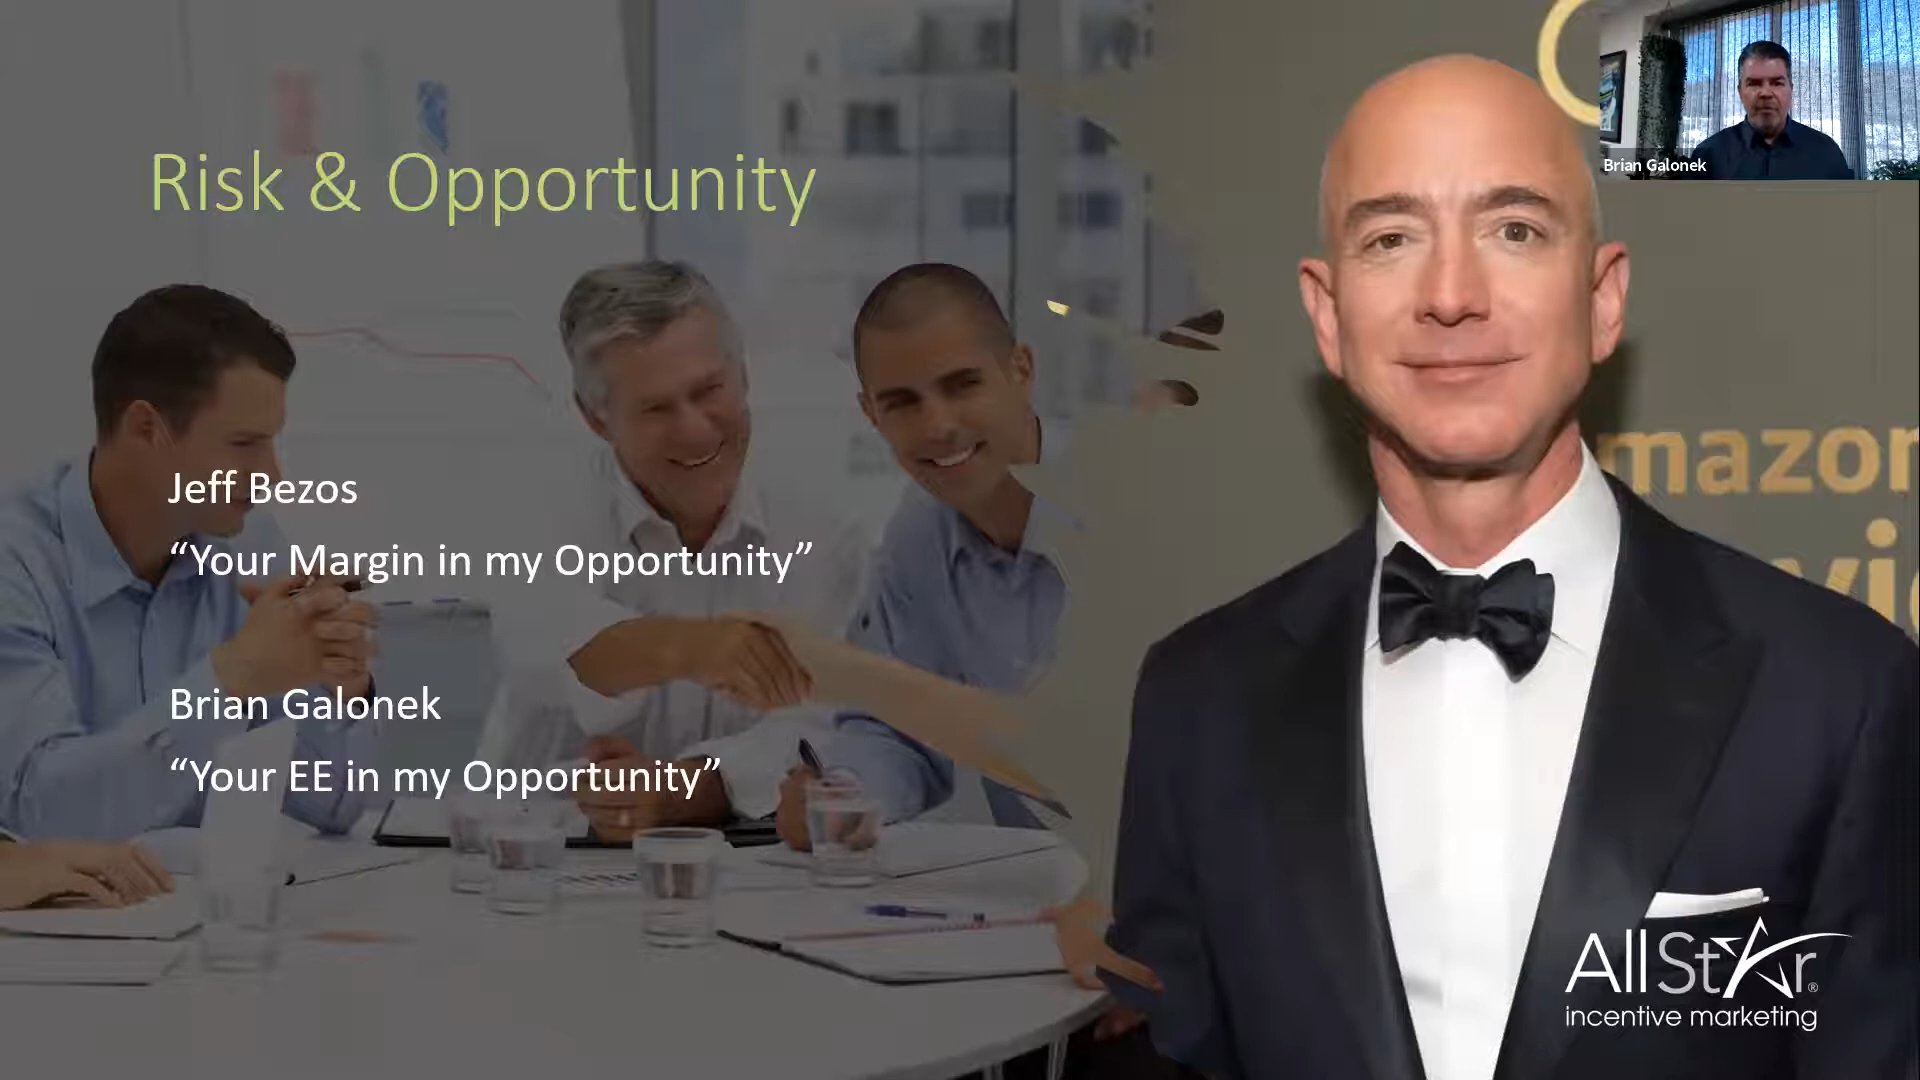 Risk & Opportunity
Brian Galonek
Jeff Bezos
“Your Margin in my Opportunity”
Brian Galonek
“Your EE in my Opportunity”
mazon
AllStar®
incentive marketing